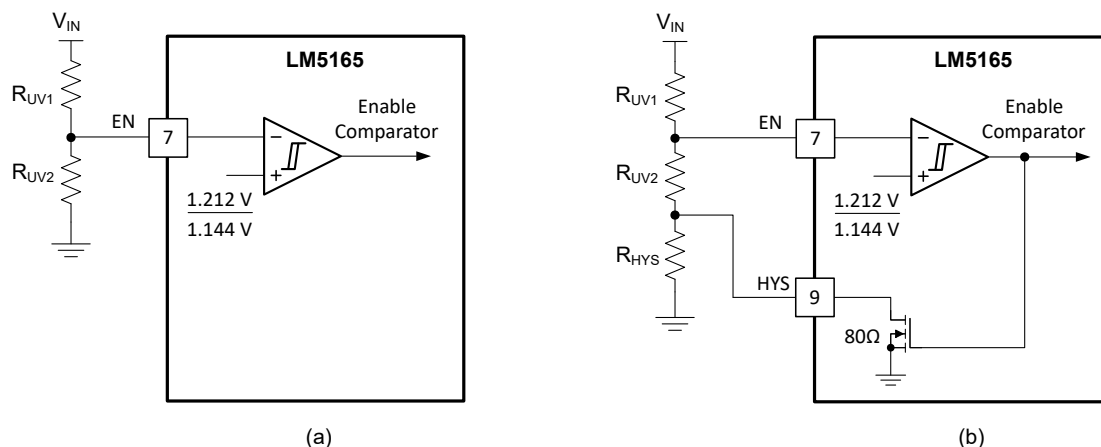 V_IN
LM5165
R_UV1
Enable
Comparator
EN
7
−
+
R_UV2
1.212 V
1.144 V
(a)
V_IN
LM5165
R_UV1
Enable
Comparator
EN
7
−
+
R_UV2
1.212 V
1.144 V
R_HYS
HYS
9
80Ω
(b)